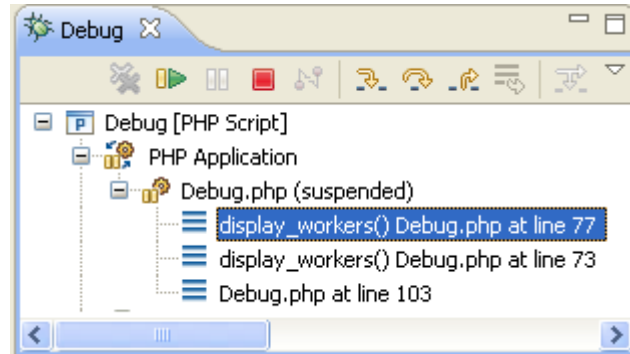 Debug
Debug [PHP Script]
PHP Application
Debug.php (suspended)
display_workers() Debug.php at line 77
display_workers() Debug.php at line 73
Debug.php at line 103